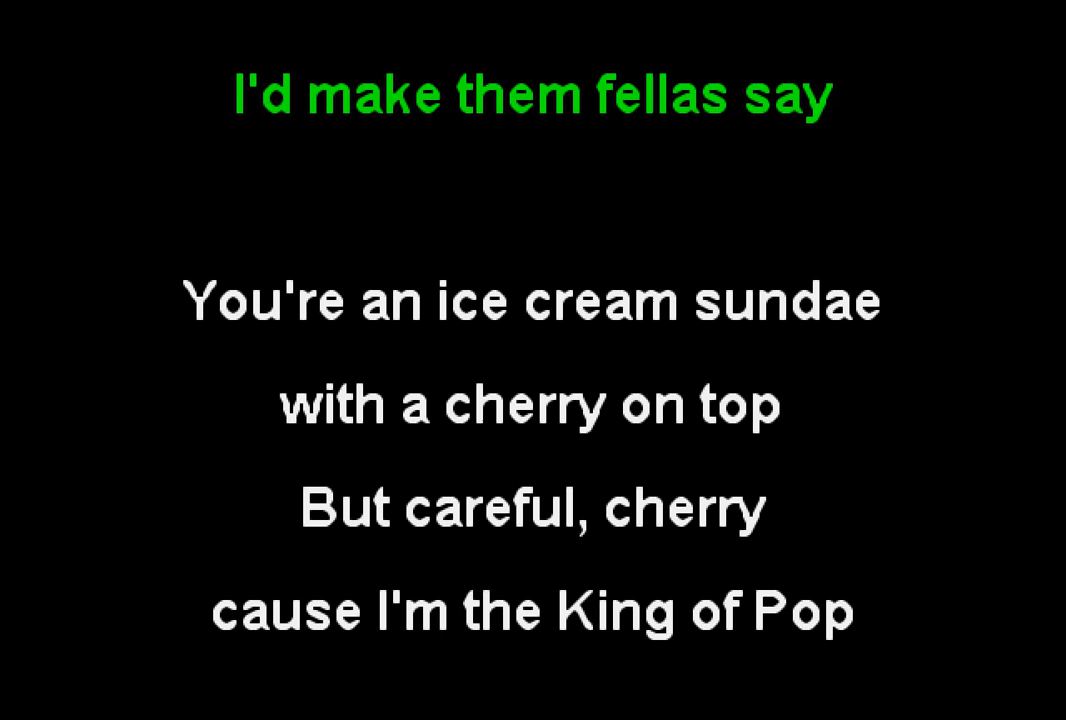 I'd make them fellas say
You're an ice cream sundae
with a cherry on top
But careful, cherry
cause I'm the King of Pop